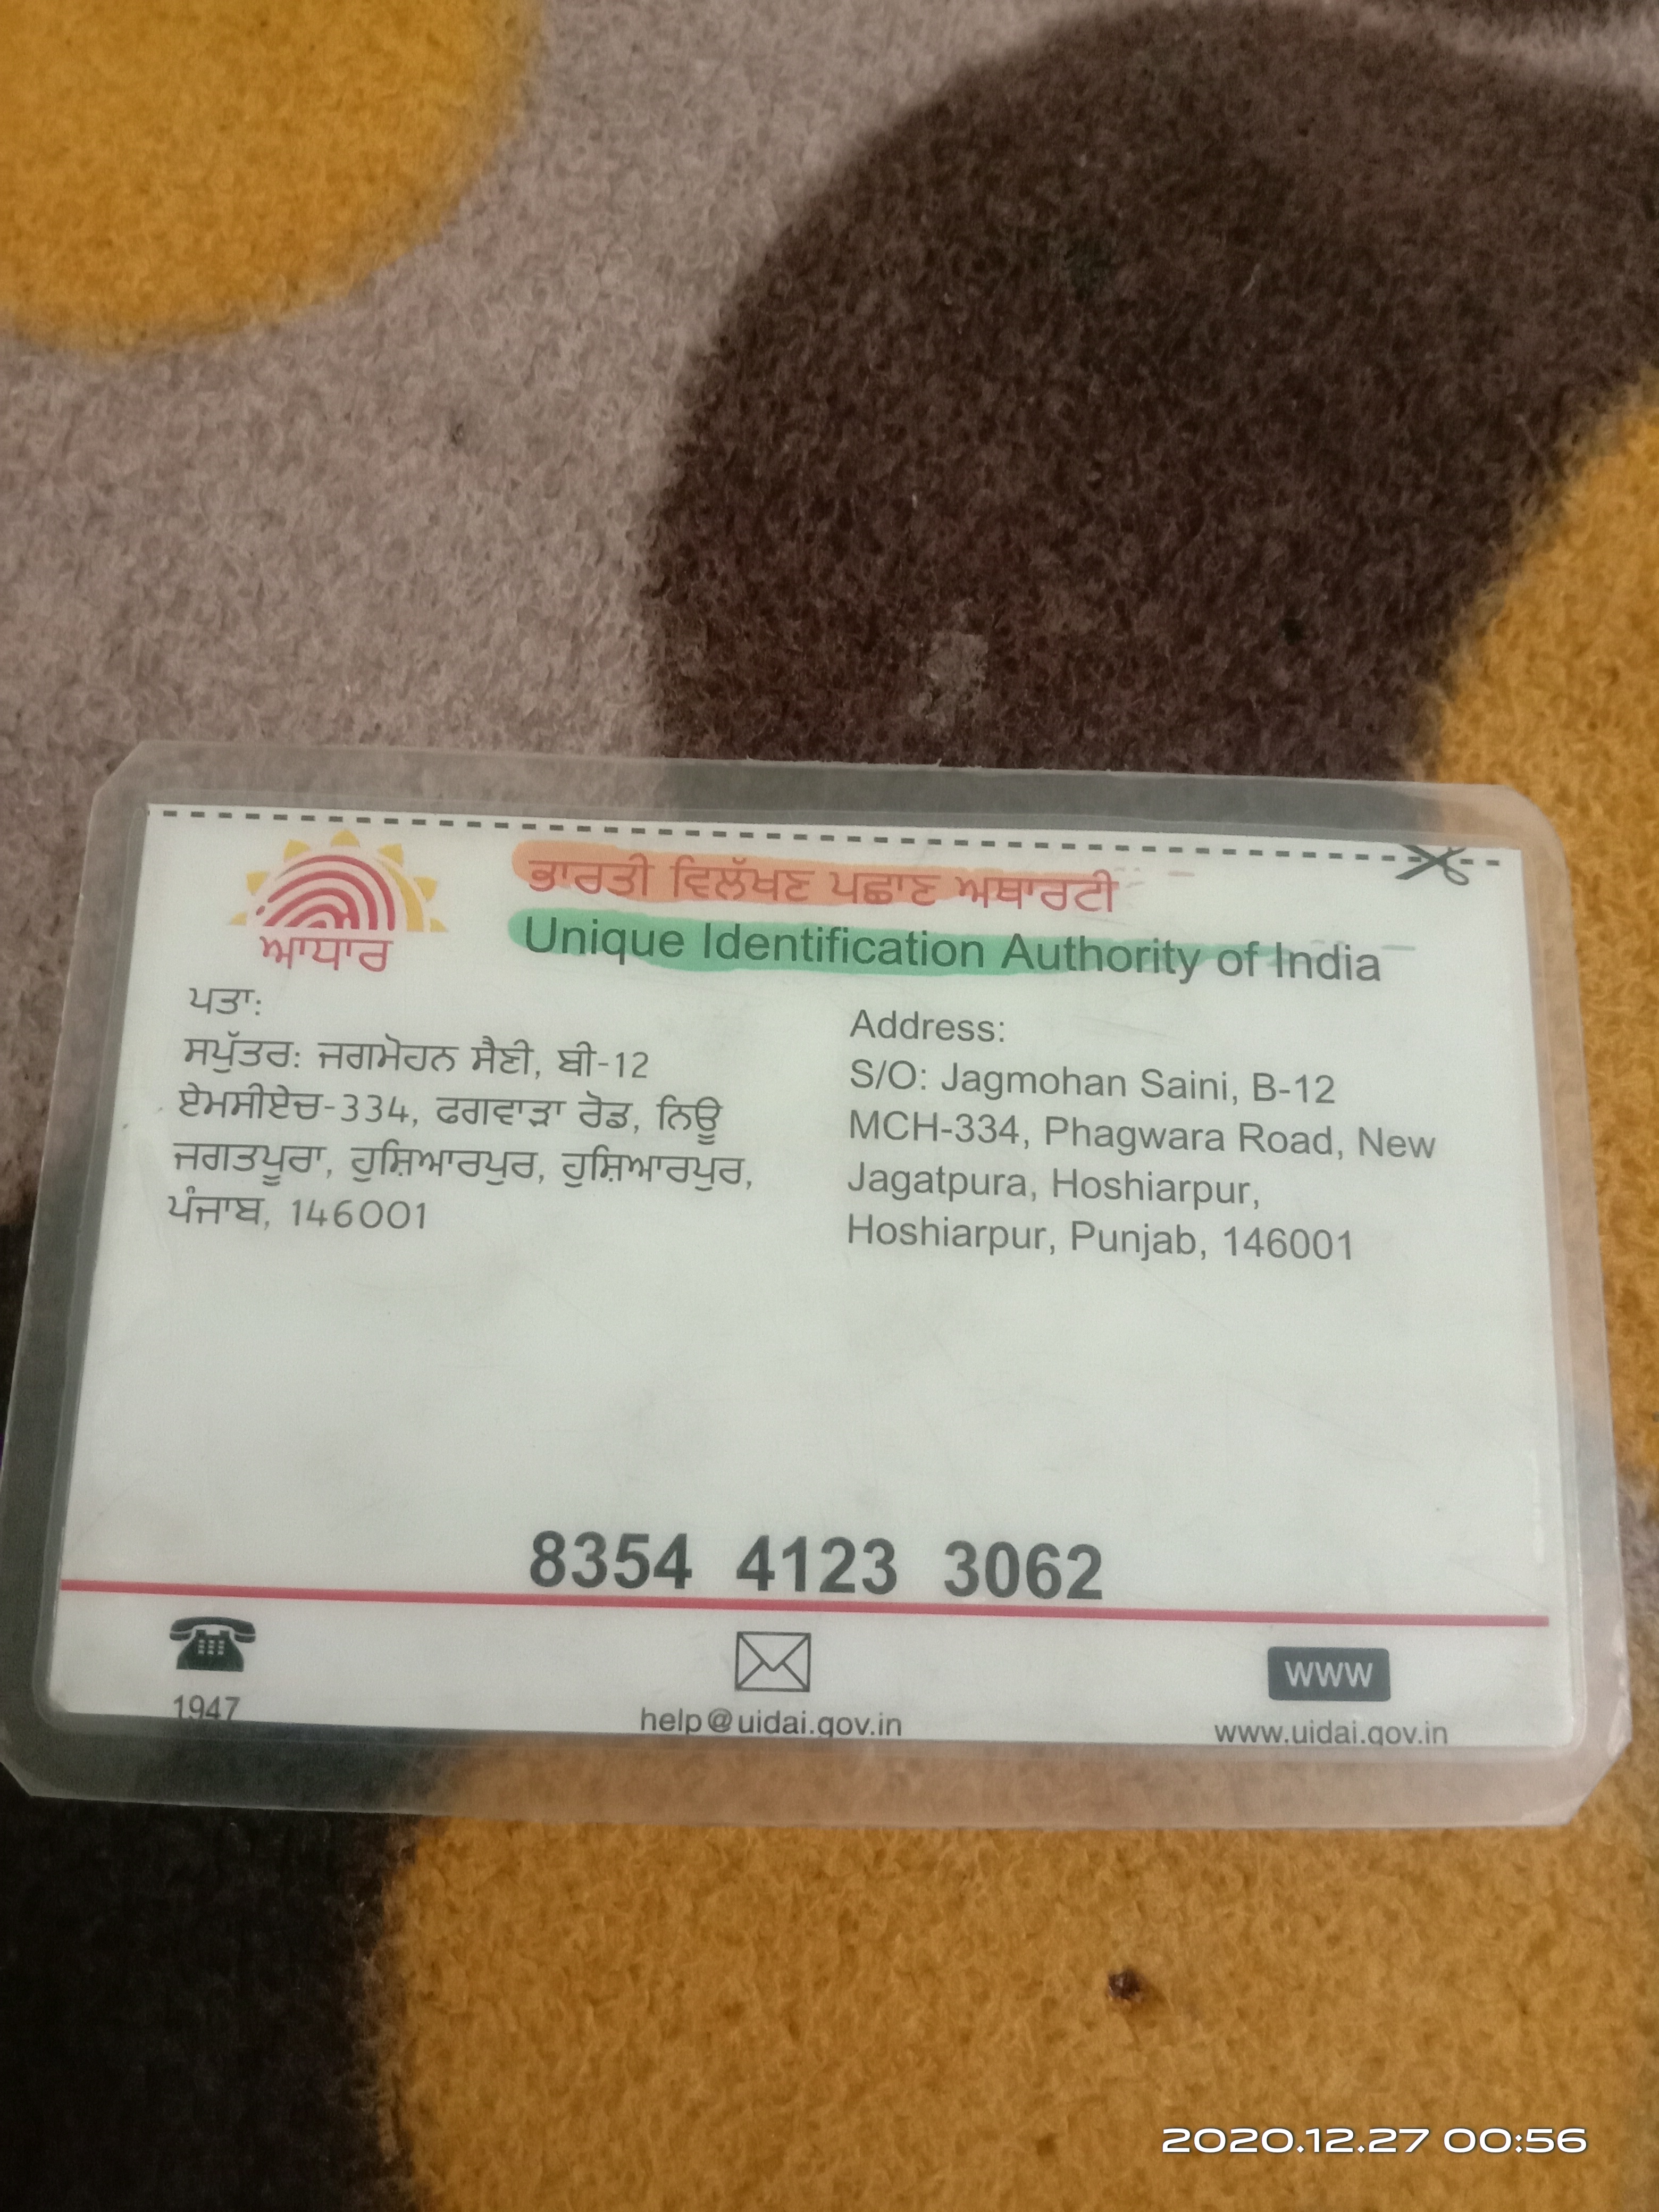 ਭਾਰਤੀ ਵਿਲੱਖਣ ਪਛਾਣ ਅਥਾਰਟੀ
Unique Identification Authority of India
ਆਧਾਰ
ਪਤਾ:
ਸਪੁੱਤਰ: ਜਗਮੋਹਨ ਸੈਣੀ, ਬੀ-12
ਏਮਸੀਏਚ-334, ਫਗਵਾੜਾ ਰੋਡ, ਨਿਊ
ਜਗਤਪੂਰਾ, ਹੁਸ਼ਿਆਰਪੁਰ, ਹੁਸ਼ਿਆਰਪੁਰ,
ਪੰਜਾਬ, 146001
Address:
S/O: Jagmohan Saini, B-12
MCH-334, Phagwara Road, New
Jagatpura, Hoshiarpur,
Hoshiarpur, Punjab, 146001
8354 4123 3062
1947
help@uidai.gov.in
www
www.uidai.gov.in
2020.12.27 00:56